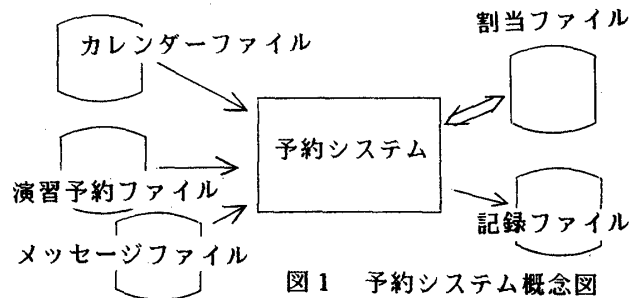 カレンダーファイル
割当ファイル
予約システム
演習予約ファイル
メッセージファイル
記録ファイル
図1 予約システム概念図